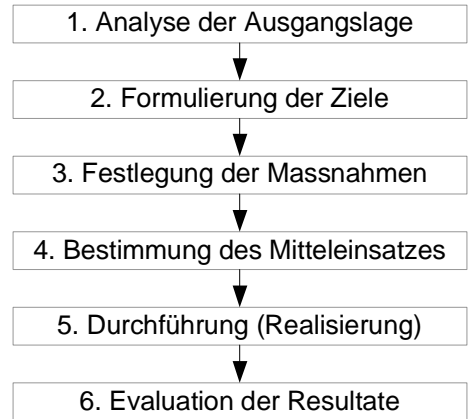 1. Analyse der Ausgangslage
2. Formulierung der Ziele
3. Festlegung der Massnahmen
4. Bestimmung des Mitteleinsatzes
5. Durchführung (Realisierung)
6. Evaluation der Resultate